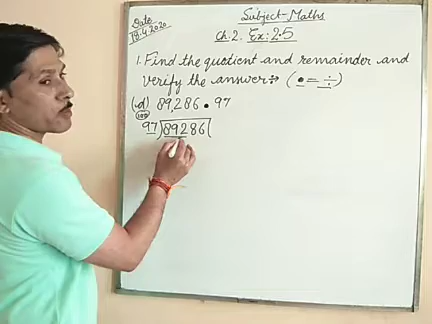 Subject-Maths
Date
18.4.2020
Ch.2. Ex:2.5
1. Find the quotient and remainder and
verify the answer:→ (• = ÷)
(d) 89,286 • 97
100
97)89286(